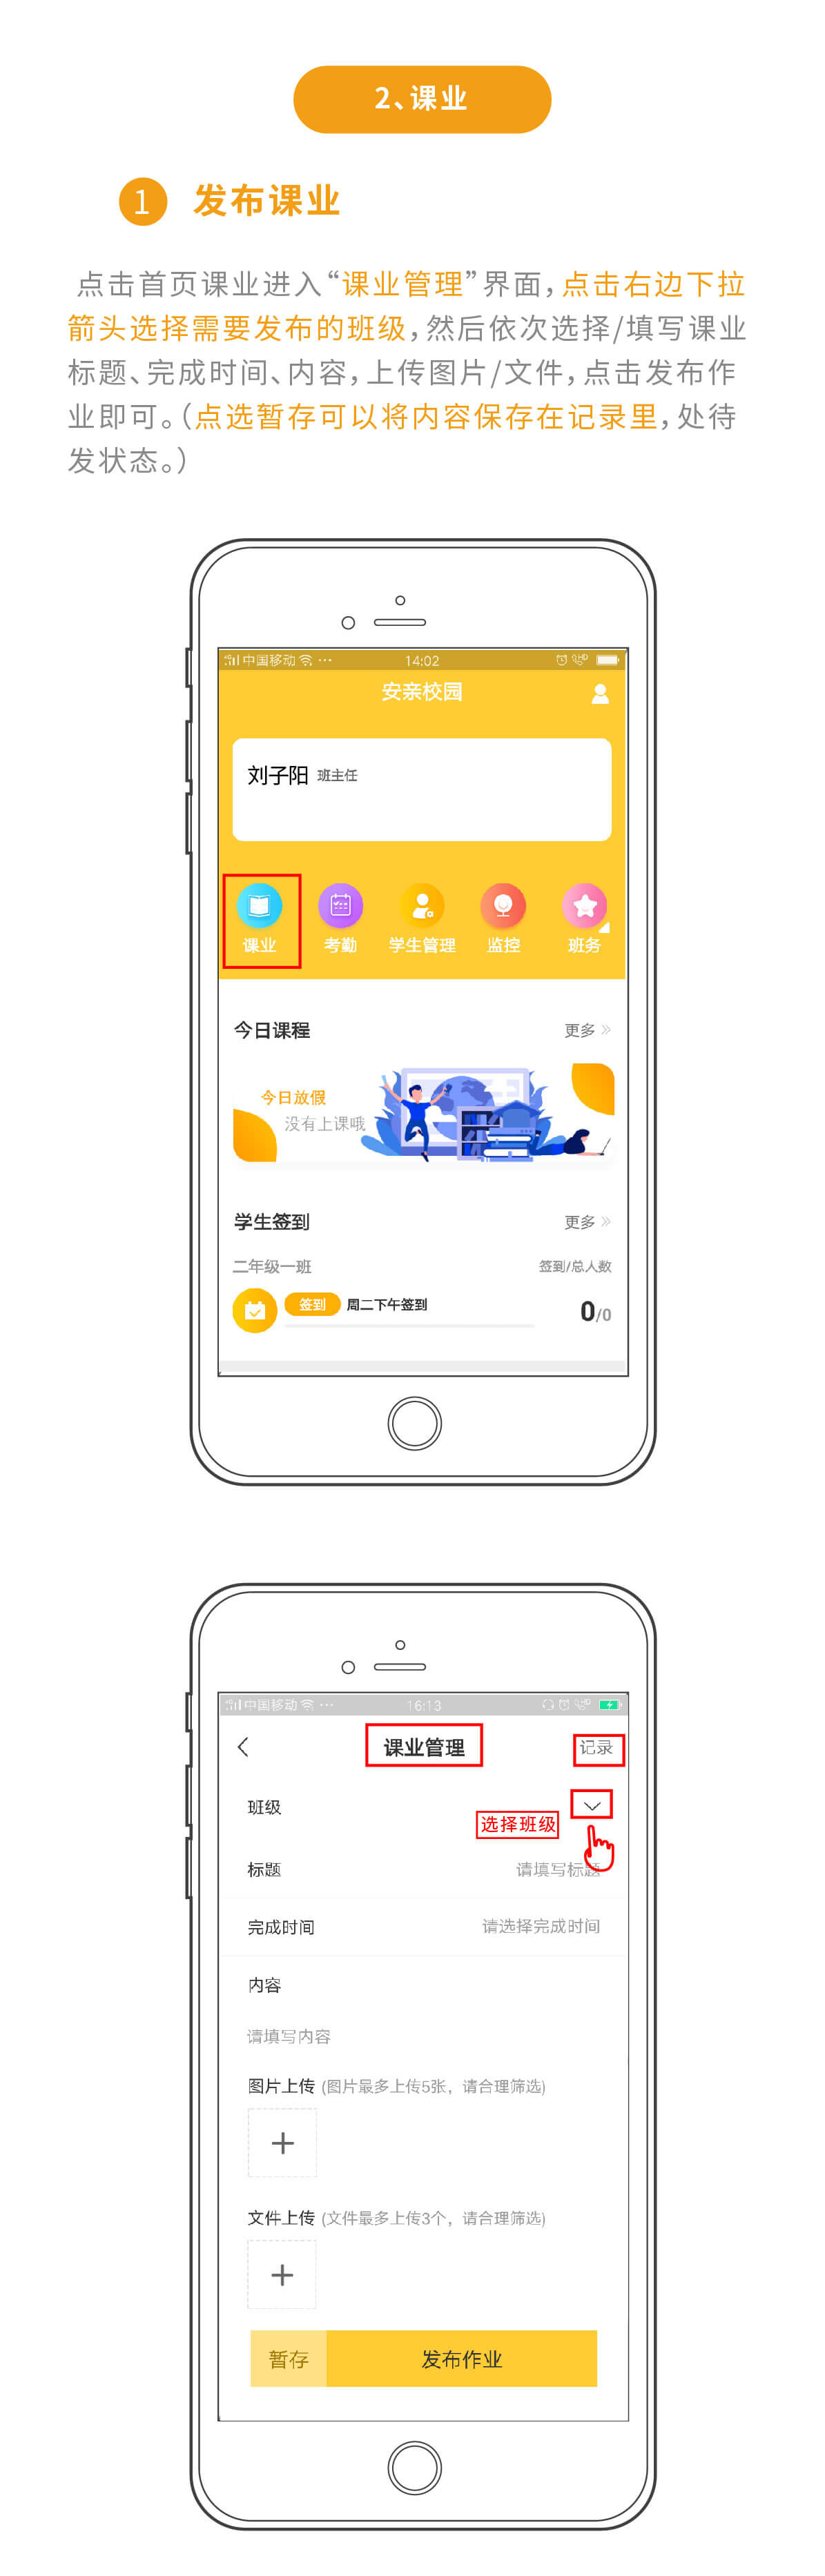 2、课业
1 发布课业
点击首页课业进入“课业管理”界面，点击右边下拉
箭头选择需要发布的班级，然后依次选择/填写课业
标题、完成时间、内容，上传图片/文件，点击发布作
业即可。（点选暂存可以将内容保存在记录里，处待
发状态。）
中国移动 14:02 HD
安亲校园
刘子阳 班主任
课业 考勤 学生管理 监控 班务
今日课程 更多
今日放假
没有上课哦
学生签到 更多
二年级一班 签到/总人数
签到 周二下午签到 0/0
中国移动 16:13 HD
课业管理 记录
班级
选择班级
标题 请填写标题
完成时间 请选择完成时间
内容
请填写内容
图片上传 (图片最多上传5张，请合理筛选)
文件上传 (文件最多上传3个，请合理筛选)
暂存 发布作业